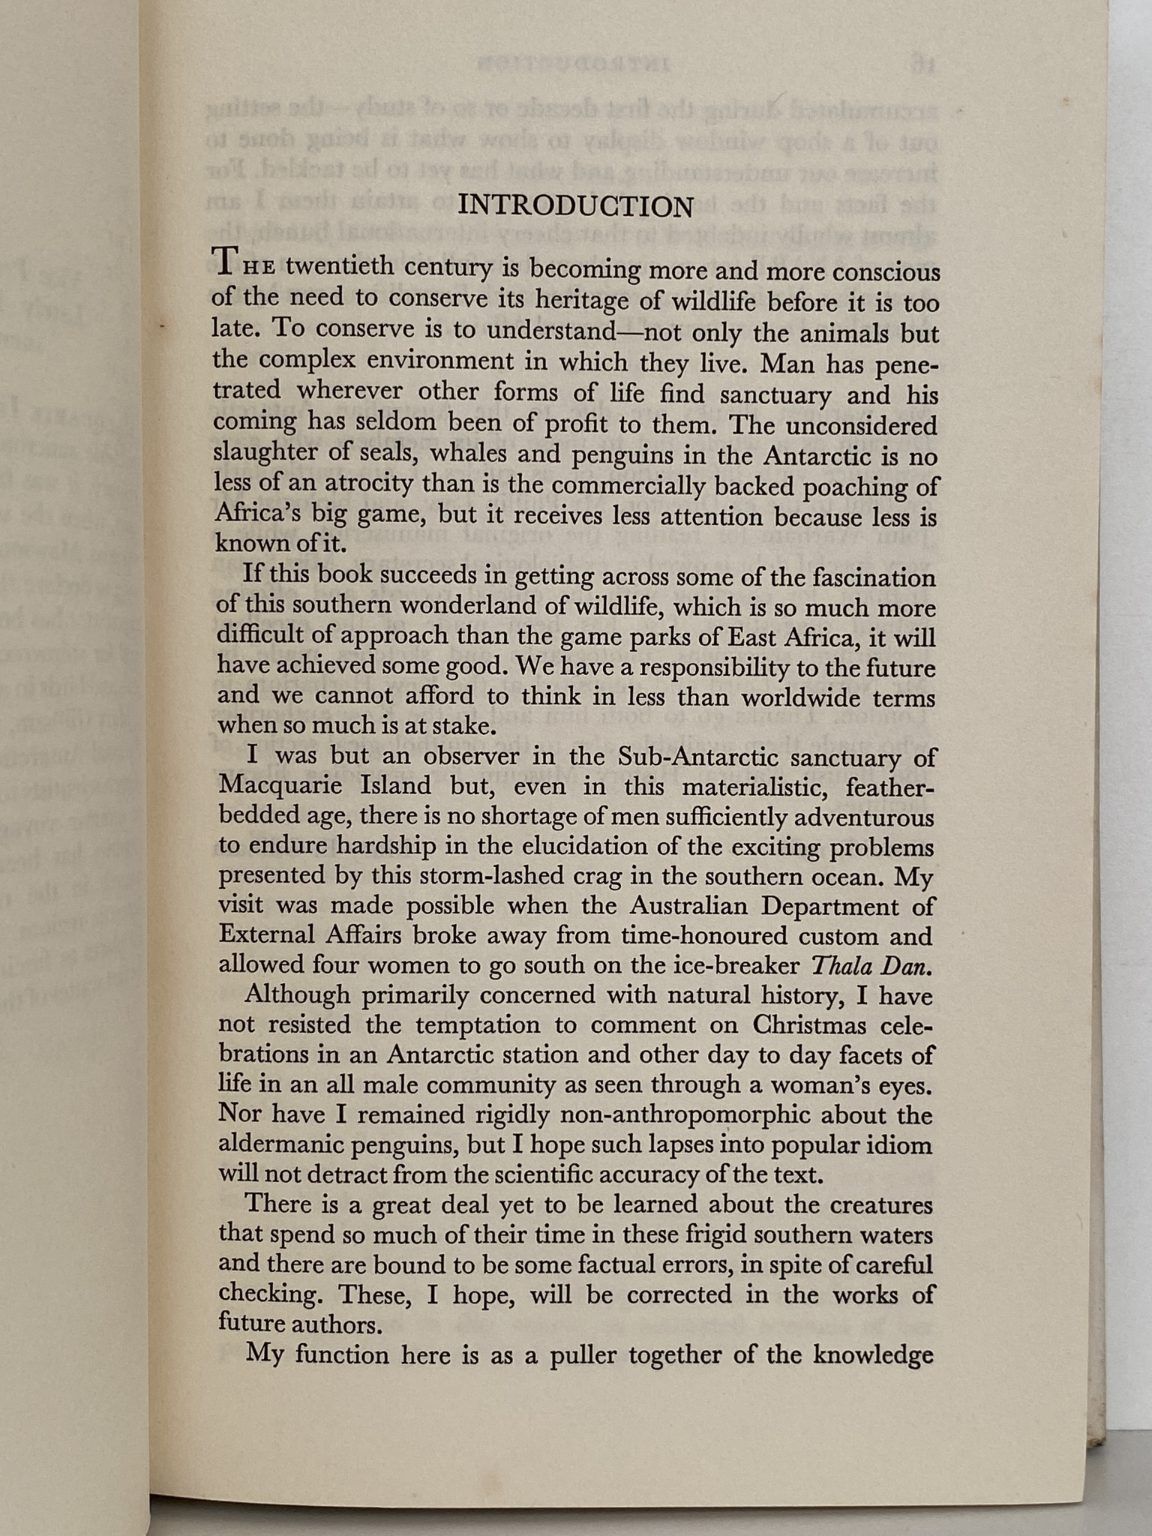 INTRODUCTION
THE twentieth century is becoming more and more conscious
of the need to conserve its heritage of wildlife before it is too
late. To conserve is to understand—not only the animals but
the complex environment in which they live. Man has pene-
trated wherever other forms of life find sanctuary and his
coming has seldom been of profit to them. The unconsidered
slaughter of seals, whales and penguins in the Antarctic is no
less of an atrocity than is the commercially backed poaching of
Africa's big game, but it receives less attention because less is
known of it.
If this book succeeds in getting across some of the fascination
of this southern wonderland of wildlife, which is so much more
difficult of approach than the game parks of East Africa, it will
have achieved some good. We have a responsibility to the future
and we cannot afford to think in less than worldwide terms
when so much is at stake.
I was but an observer in the Sub-Antarctic sanctuary of
Macquarie Island but, even in this materialistic, feather-
bedded age, there is no shortage of men sufficiently adventurous
to endure hardship in the elucidation of the exciting problems
presented by this storm-lashed crag in the southern ocean. My
visit was made possible when the Australian Department of
External Affairs broke away from time-honoured custom and
allowed four women to go south on the ice-breaker Thala Dan.
Although primarily concerned with natural history, I have
not resisted the temptation to comment on Christmas cele-
brations in an Antarctic station and other day to day facets of
life in an all male community as seen through a woman's eyes.
Nor have I remained rigidly non-anthropomorphic about the
aldermanic penguins, but I hope such lapses into popular idiom
will not detract from the scientific accuracy of the text.
There is a great deal yet to be learned about the creatures
that spend so much of their time in these frigid southern waters
and there are bound to be some factual errors, in spite of careful
checking. These, I hope, will be corrected in the works of
future authors.
My function here is as a puller together of the knowledge